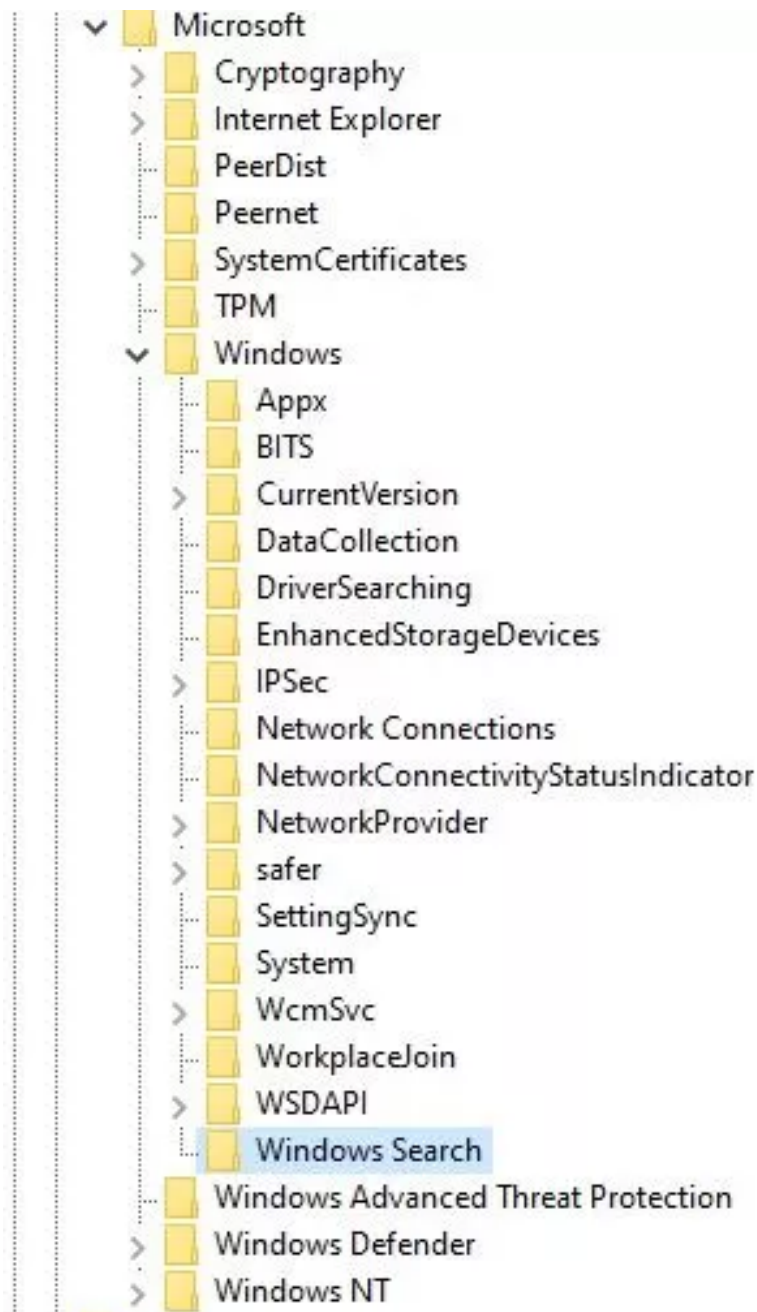 Microsoft
Cryptography
Internet Explorer
PeerDist
Peernet
SystemCertificates
TPM
Windows
Appx
BITS
CurrentVersion
DataCollection
DriverSearching
EnhancedStorageDevices
IPSec
Network Connections
NetworkConnectivityStatusIndicator
NetworkProvider
safer
SettingSync
System
WcmSvc
WorkplaceJoin
WSDAPI
Windows Search
Windows Advanced Threat Protection
Windows Defender
Windows NT